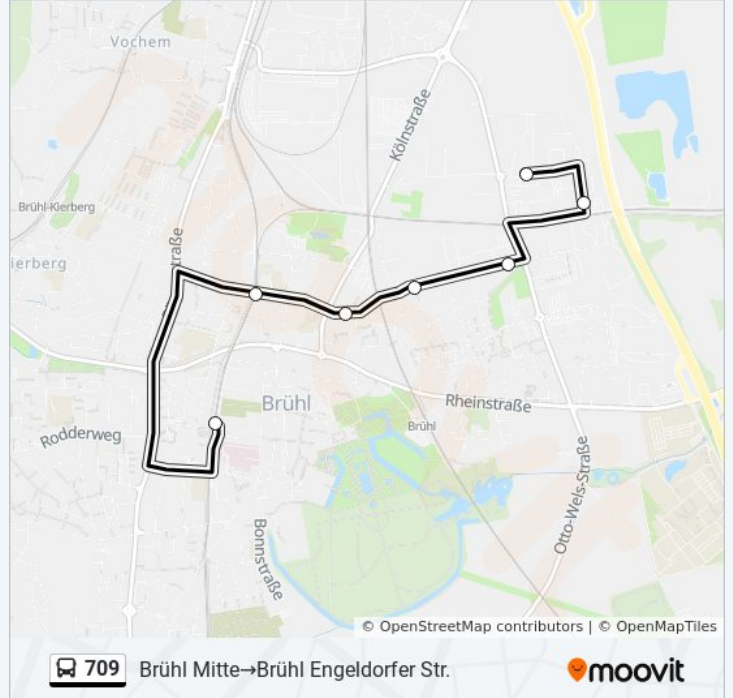 Vochem
Kölnstraße
Brühl-Kierberg
ierberg
traße
Brühl
Rheinstraße
Brühl
Rodderweg
Otto-Wels-Straße
Bonnstraße
© OpenStreetMap contributors | © OpenMapTiles
709 Brühl Mitte→Brühl Engeldorfer Str.
moovit